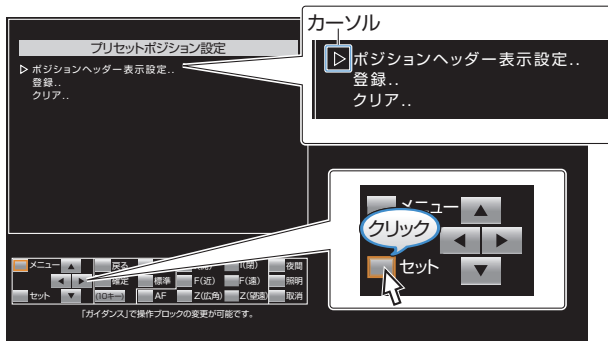 カーソル
プリセットポジション設定
ポジションヘッダー表示設定..
登録..
クリア..
ポジションヘッダー表示設定..
登録..
クリア..
メニュー
クリック
セット
メニュー 戻る I(閉) 夜間
確定 標準 F(近) F(遠) 照明
セット (10キー) AF Z(広角) Z(望遠) 取消
「ガイダンス」で操作ブロックの変更が可能です。